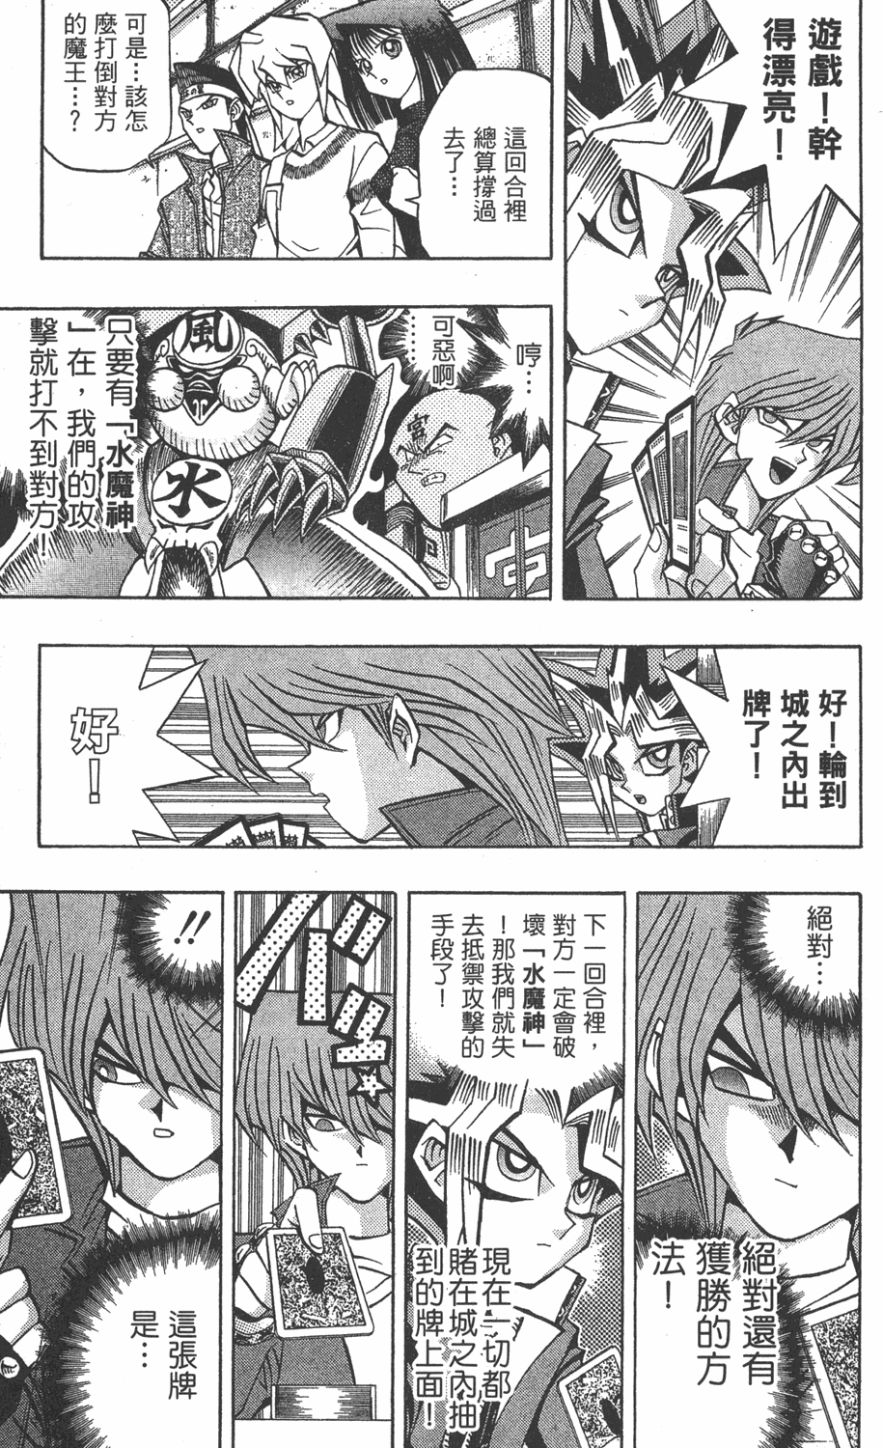 遊戲！幹
得漂亮！
這回合裡
總算撐過
去了…
可是…該怎
麼打倒對方
的魔王…？
哼…
可惡啊
……
宮
風
水
只要有「水魔神
」在，我們的攻
擊就打不到對方！
好！輪到
城之內出
牌了！
好！
絕對…
絕對還有
獲勝的方
法！
下一回合裡，
對方一定會破
壞「水魔神」
！那我們就失
去抵禦攻擊的
手段了！
現在一切都
賭在城之內抽
到的牌上面！
！！
這張牌
是…